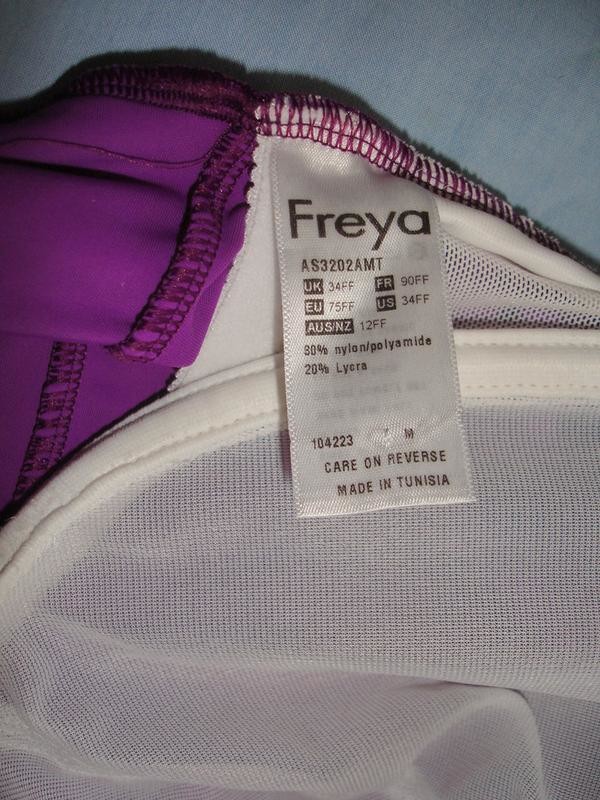 Freya
AS3202AMT
UK 34FF FR 90FF
EU 75FF US 34FF
AUS/NZ 12FF
80% nylon/polyamide
20% Lycra
104223 M
CARE ON REVERSE
MADE IN TUNISIA